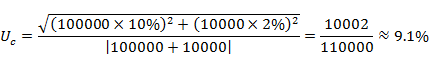 U_c = √((100000 × 10%)² + (10000 × 2%)²) / |100000 + 10000| = 10002 / 110000 ≈ 9.1%